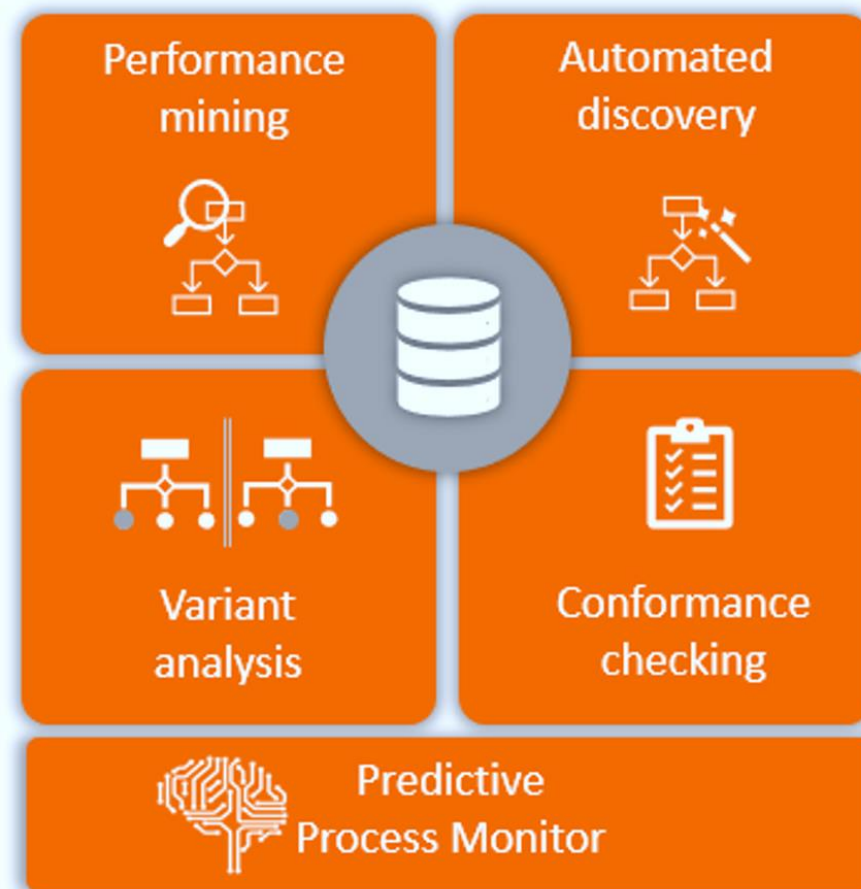 Performance
mining
Automated
discovery
Variant
analysis
Conformance
checking
Predictive
Process Monitor